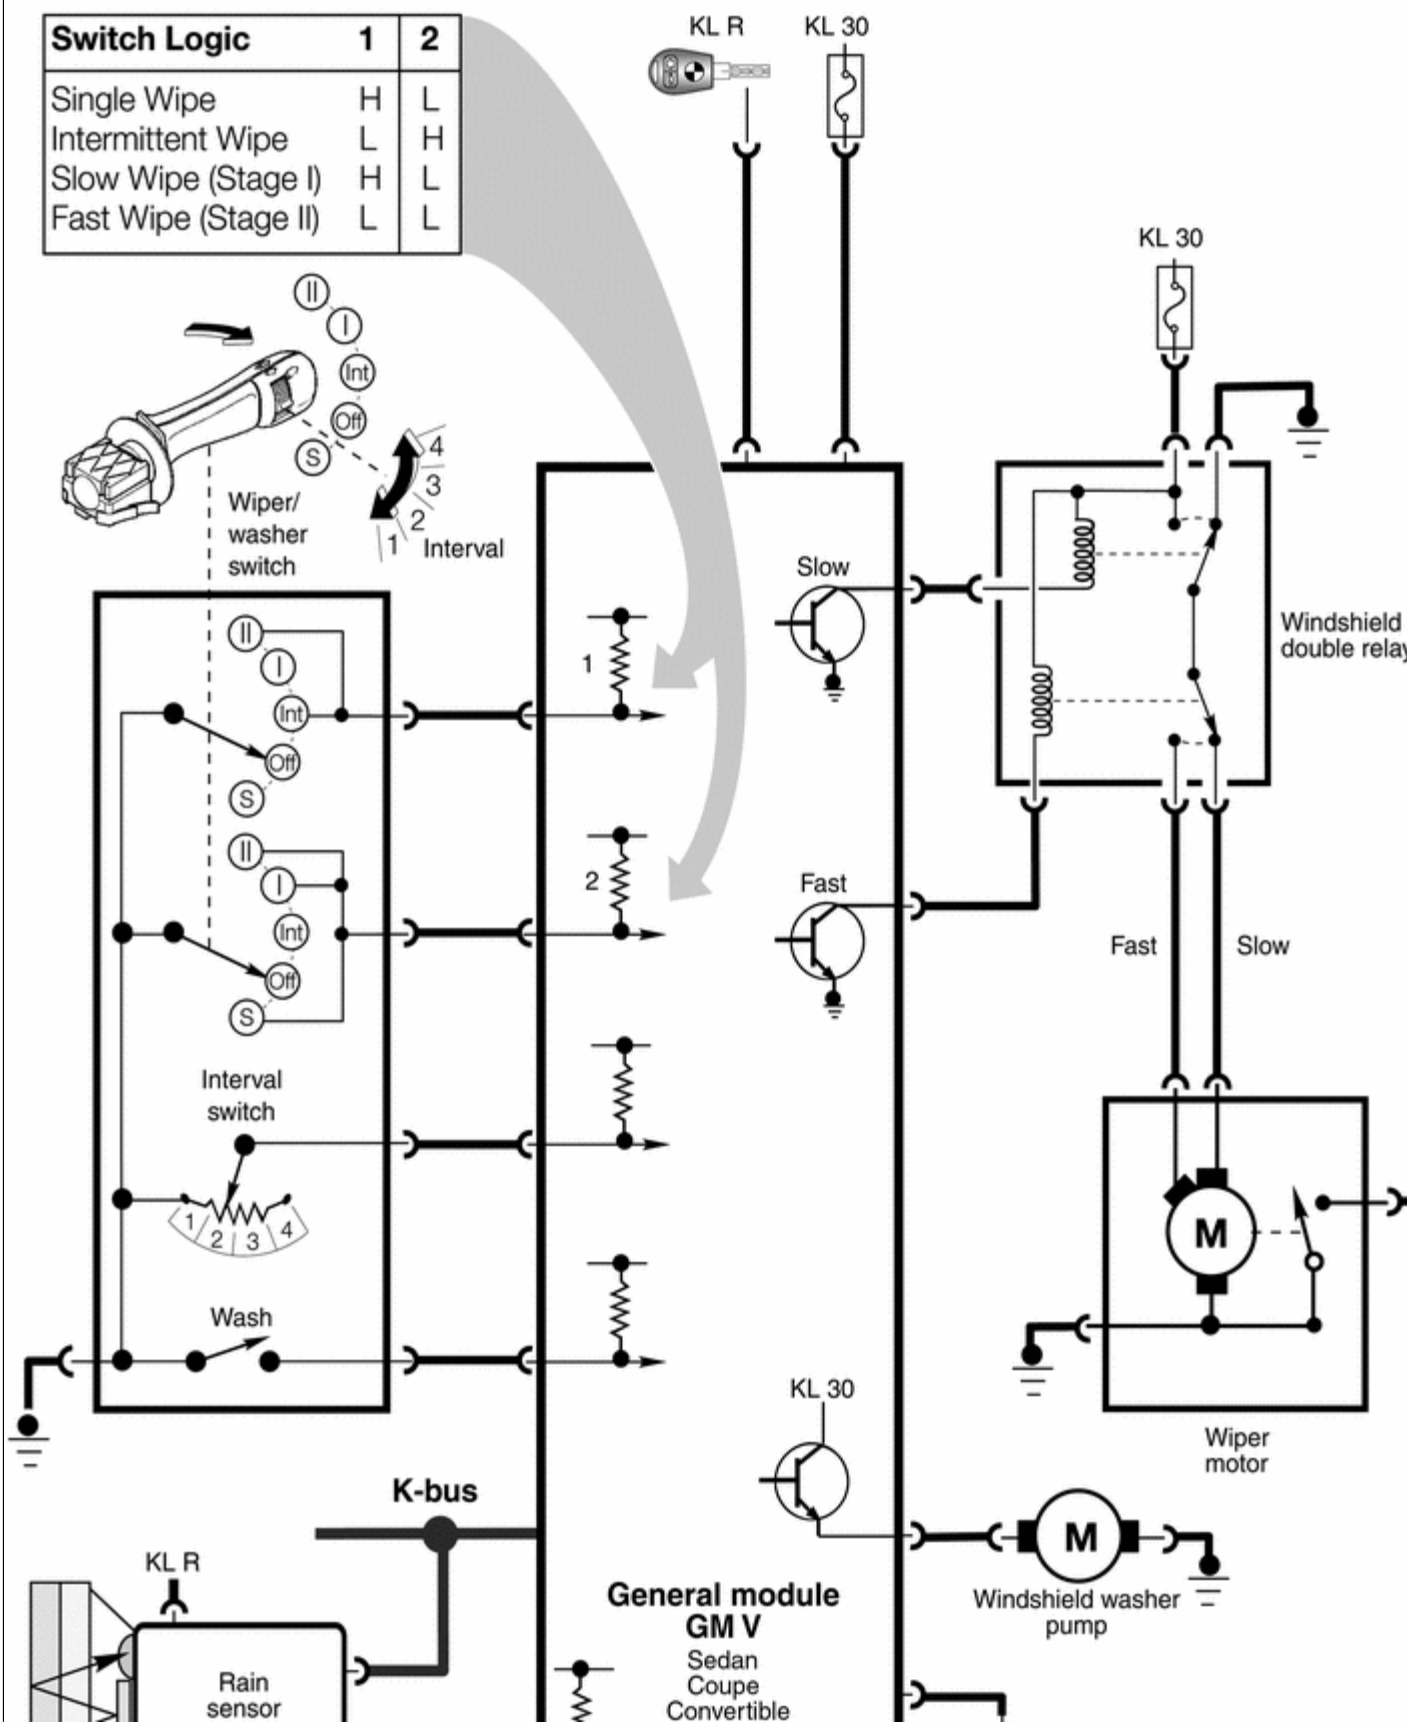 Switch Logic 1 2
Single Wipe H L
Intermittent Wipe L H
Slow Wipe (Stage I) H L
Fast Wipe (Stage II) L L
KL R
KL 30
KL 30
II
I
Int
Off
S
4
3
2
1
Interval
Wiper/
washer
switch
II
I
Int
Off
S
II
I
Int
Off
S
Interval
switch
1
2
3
4
Wash
1
2
Slow
Fast
Windshield
double relay
Fast
Slow
M
Wiper
motor
KL 30
M
Windshield washer
pump
K-bus
KL R
Rain
sensor
General module
GM V
Sedan
Coupe
Convertible